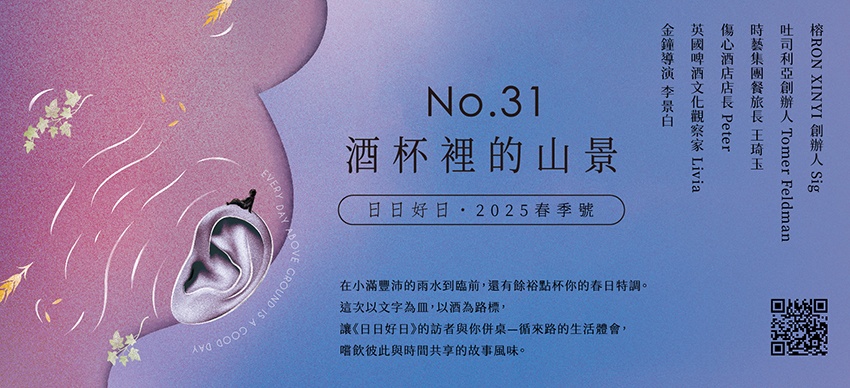 榕RON XINYI 創辦人 Sig
吐司利亞創辦人 Tomer Feldman
時藝集團餐旅長 王琦玉
傷心酒店店長 Peter
英國啤酒文化觀察家 Livia
金鐘導演 李景白
No.31
酒杯裡的山景
日日好日・2025春季號
EVERY DAY ABOVE GROUND IS A GOOD DAY
在小滿豐沛的雨水到臨前，還有餘裕點杯你的春日特調。
這次以文字為皿，以酒為路標，
讓《日日好日》的訪者與你併桌—循來路的生活體會，
嚐飲彼此與時間共享的故事風味。